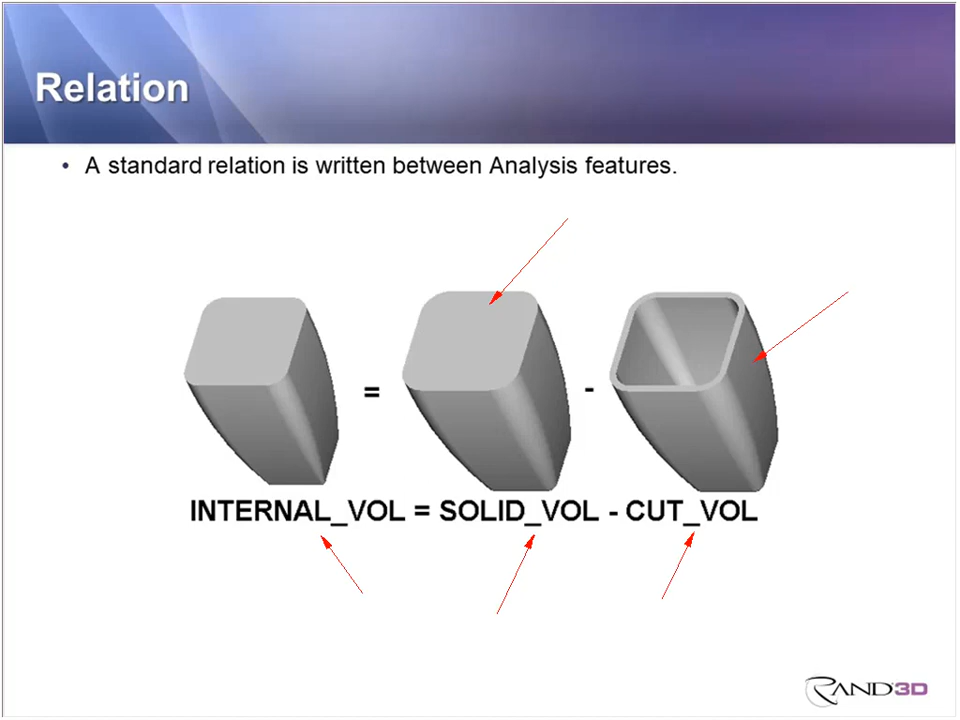 Relation
• A standard relation is written between Analysis features.
= -
INTERNAL_VOL = SOLID_VOL - CUT_VOL
RAND3D